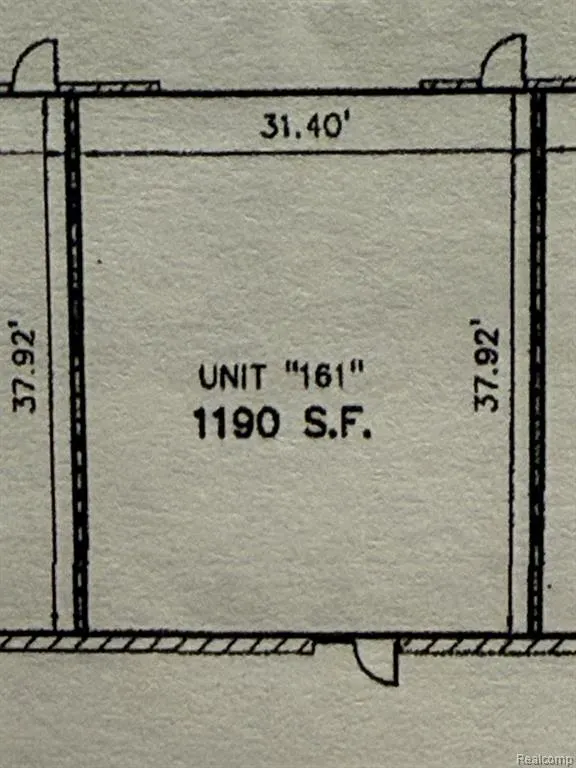 31.40'
37.92'
37.92'
UNIT "161"
1190 S.F.
Realcomp